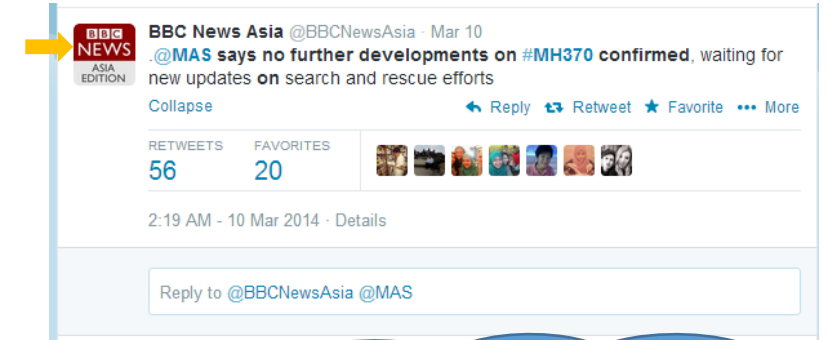 BBC
NEWS
ASIA
EDITION
BBC News Asia @BBCNewsAsia · Mar 10
.@MAS says no further developments on #MH370 confirmed, waiting for
new updates on search and rescue efforts
Collapse
Reply Retweet Favorite More
RETWEETS FAVORITES
56 20
2:19 AM - 10 Mar 2014 · Details
Reply to @BBCNewsAsia @MAS